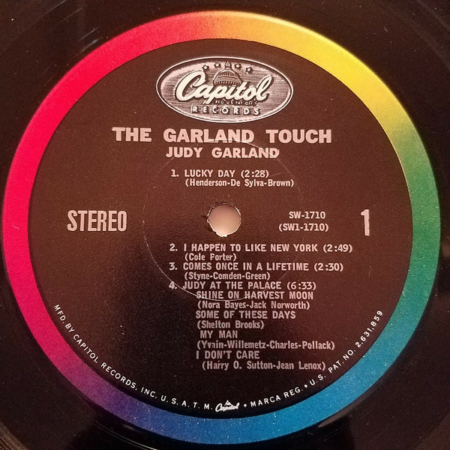 Capitol
RECORDS
THE GARLAND TOUCH
JUDY GARLAND
1. LUCKY DAY (2:28)
(Henderson-De Sylva-Brown)
STEREO
SW-1710
(SW1-1710)
1
2. I HAPPEN TO LIKE NEW YORK (2:49)
(Cole Porter)
3. COMES ONCE IN A LIFETIME (2:30)
(Styne-Comden-Green)
4. JUDY AT THE PALACE (6:33)
SHINE ON HARVEST MOON
(Nora Bayes-Jack Norworth)
SOME OF THESE DAYS
(Shelton Brooks)
MY MAN
(Yvain-Willemetz-Charles-Pollack)
I DON'T CARE
(Harry O. Sutton-Jean Lenox)
MFD. BY CAPITOL RECORDS, INC. U.S.A. T.M. Capitol • MARCA REG. • U.S. PAT. NO. 2,631,859